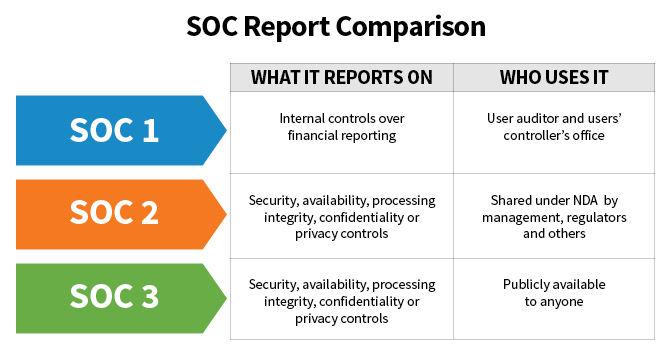 SOC Report Comparison
WHAT IT REPORTS ON
WHO USES IT
SOC 1
Internal controls over
financial reporting
User auditor and users’
controller’s office
SOC 2
Security, availability, processing
integrity, confidentiality or
privacy controls
Shared under NDA by
management, regulators
and others
SOC 3
Security, availability, processing
integrity, confidentiality or
privacy controls
Publicly available
to anyone